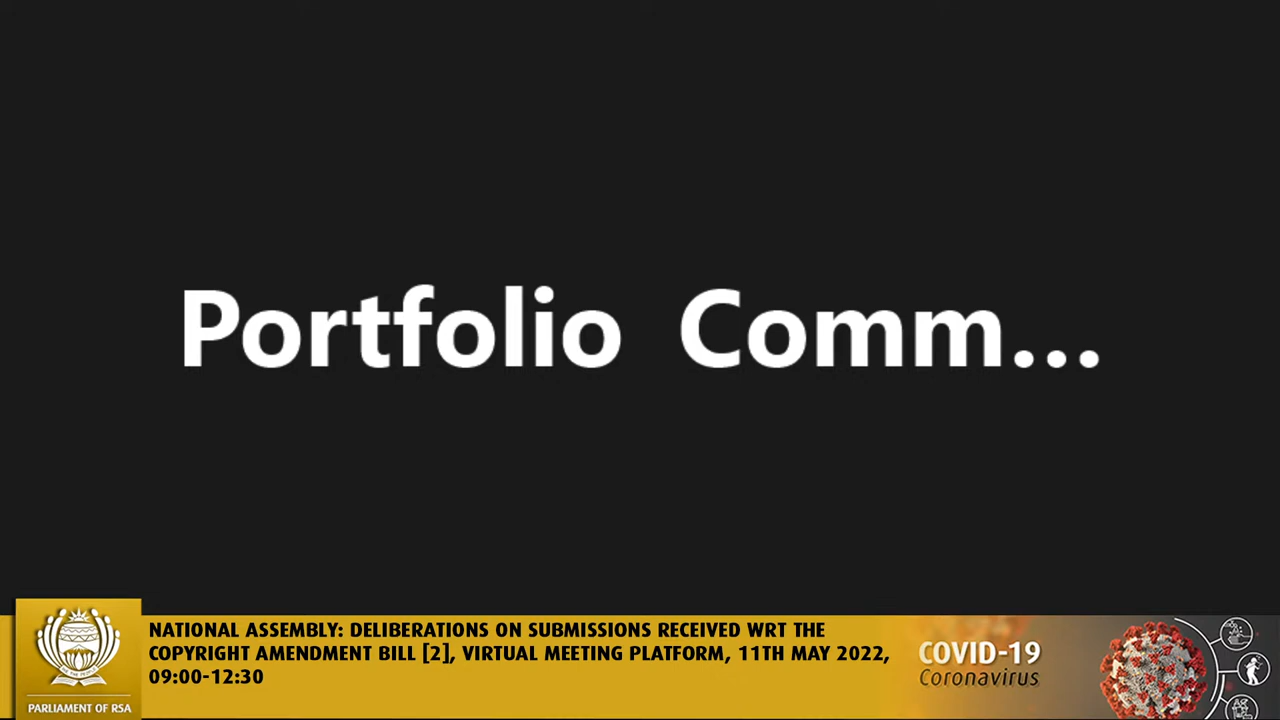 Portfolio Comm...
NATIONAL ASSEMBLY: DELIBERATIONS ON SUBMISSIONS RECEIVED WRT THE
COPYRIGHT AMENDMENT BILL [2], VIRTUAL MEETING PLATFORM, 11TH MAY 2022,
09:00-12:30
COVID-19
Coronavirus
PARLIAMENT OF RSA